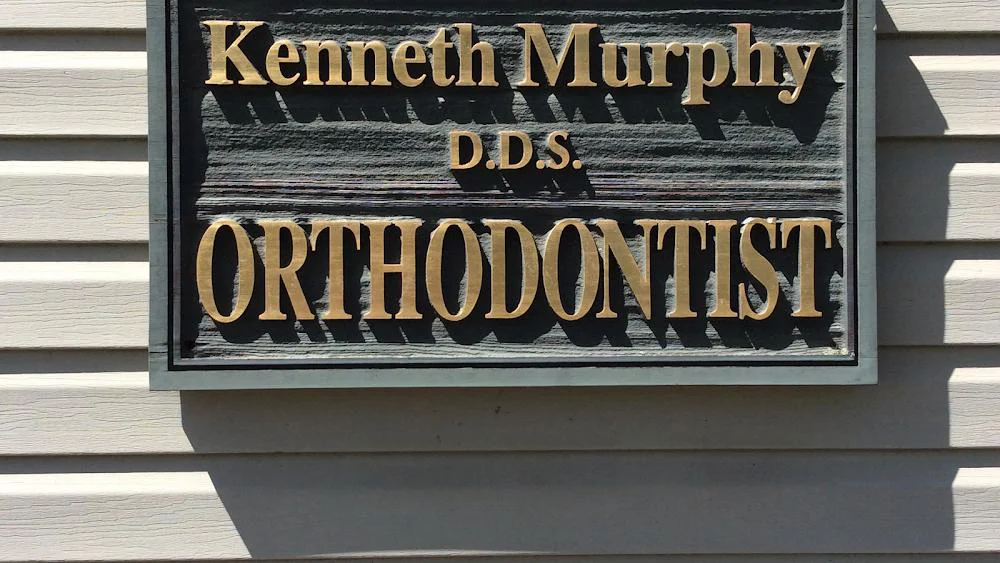 Kenneth Murphy
D.D.S.
ORTHODONTIST